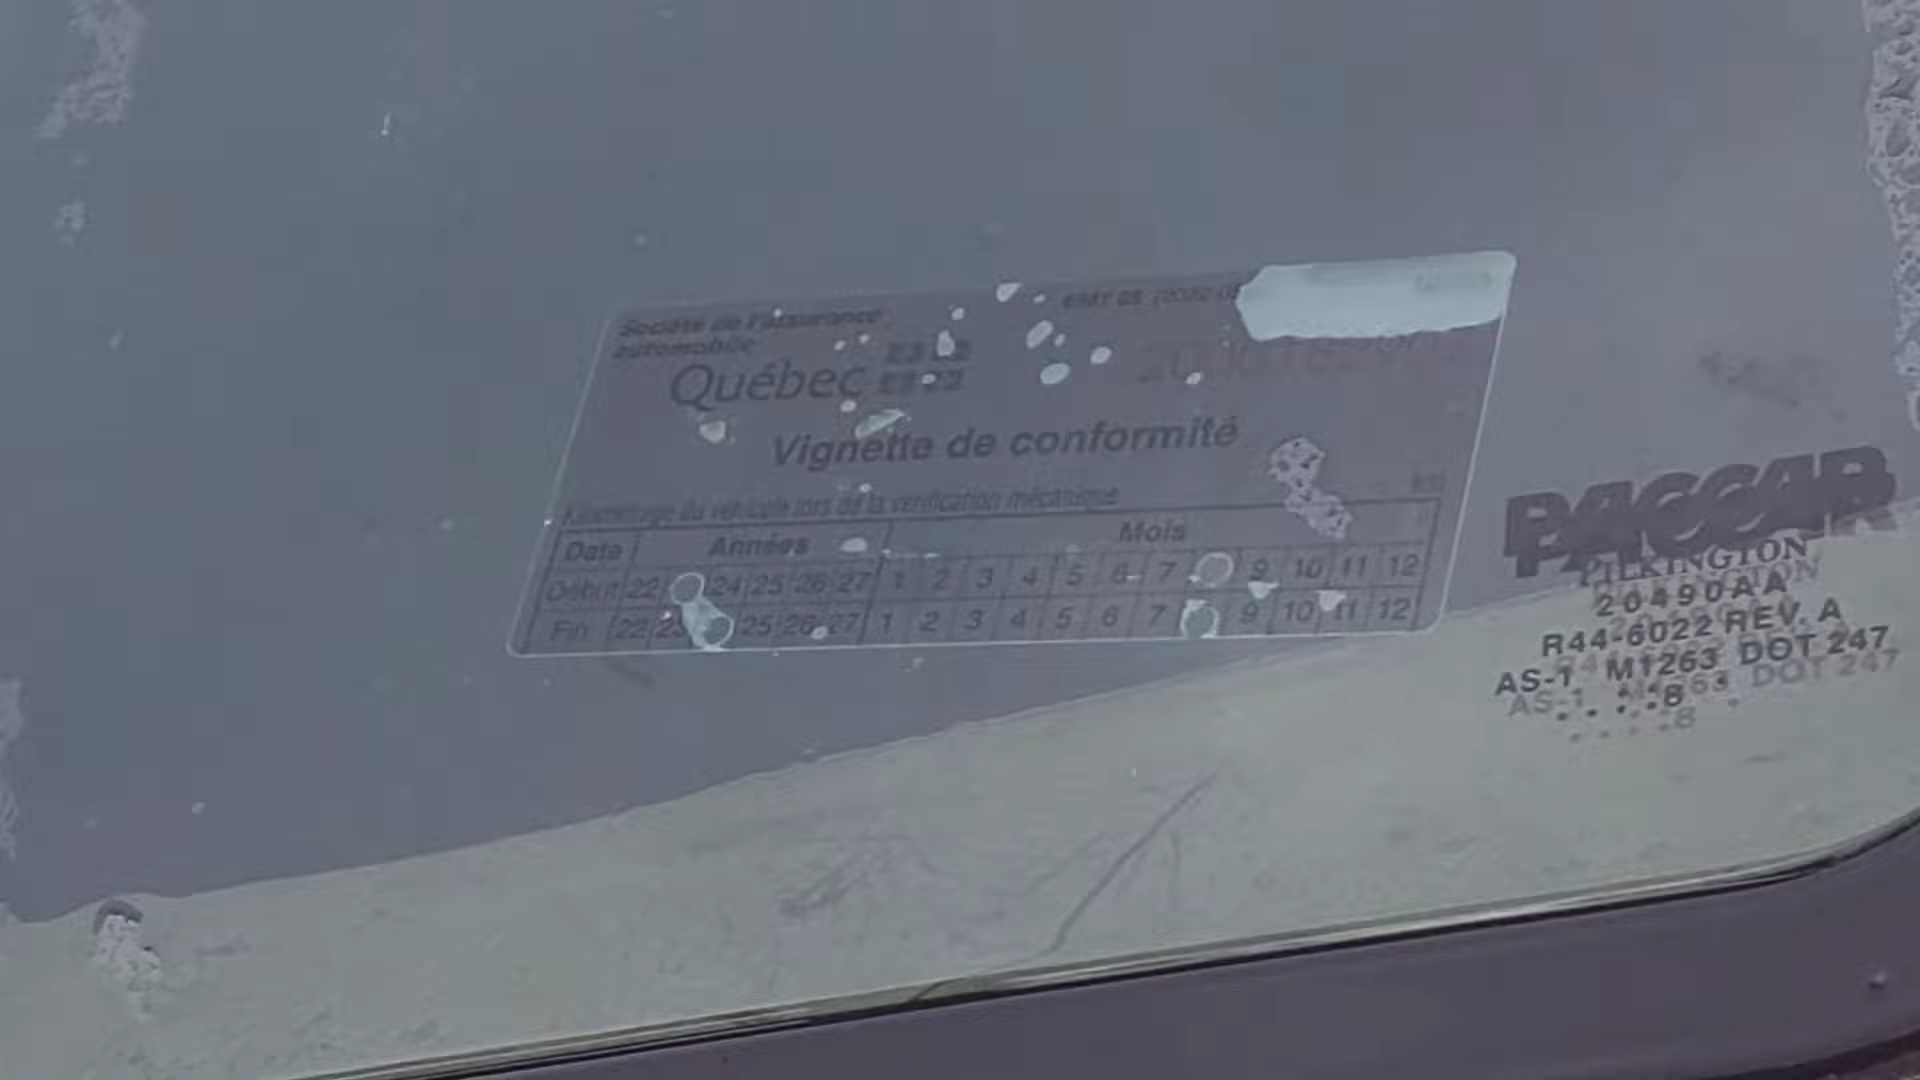 Société de l'assurance
automobile
Québec
Vignette de conformité
Kilométrage du véhicule lors de la vérification mécanique
km
Date Années Mois
Début 22 24 25 26 27 1 2 3 4 5 6 7 9 10 11 12
Fin 22 23 25 26 27 1 2 3 4 5 6 7 9 10 11 12
PACCAR
PILKINGTON
20490AA
R44-6022 REV. A
AS-1 M1263 DOT 247
8